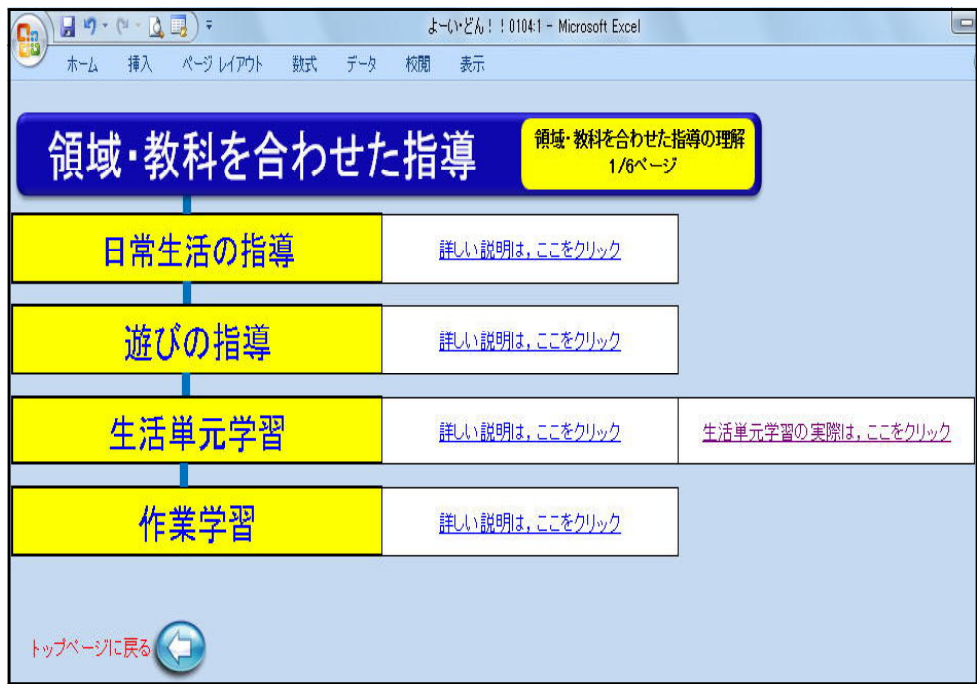 よーい・どん！！0104:1 - Microsoft Excel
ホーム 挿入 ページ レイアウト 数式 データ 校閲 表示
領域・教科を合わせた指導
領域・教科を合わせた指導の理解
1/6ページ
日常生活の指導 詳しい説明は，ここをクリック
遊びの指導 詳しい説明は，ここをクリック
生活単元学習 詳しい説明は，ここをクリック 生活単元学習の実際は，ここをクリック
作業学習 詳しい説明は，ここをクリック
トップページに戻る